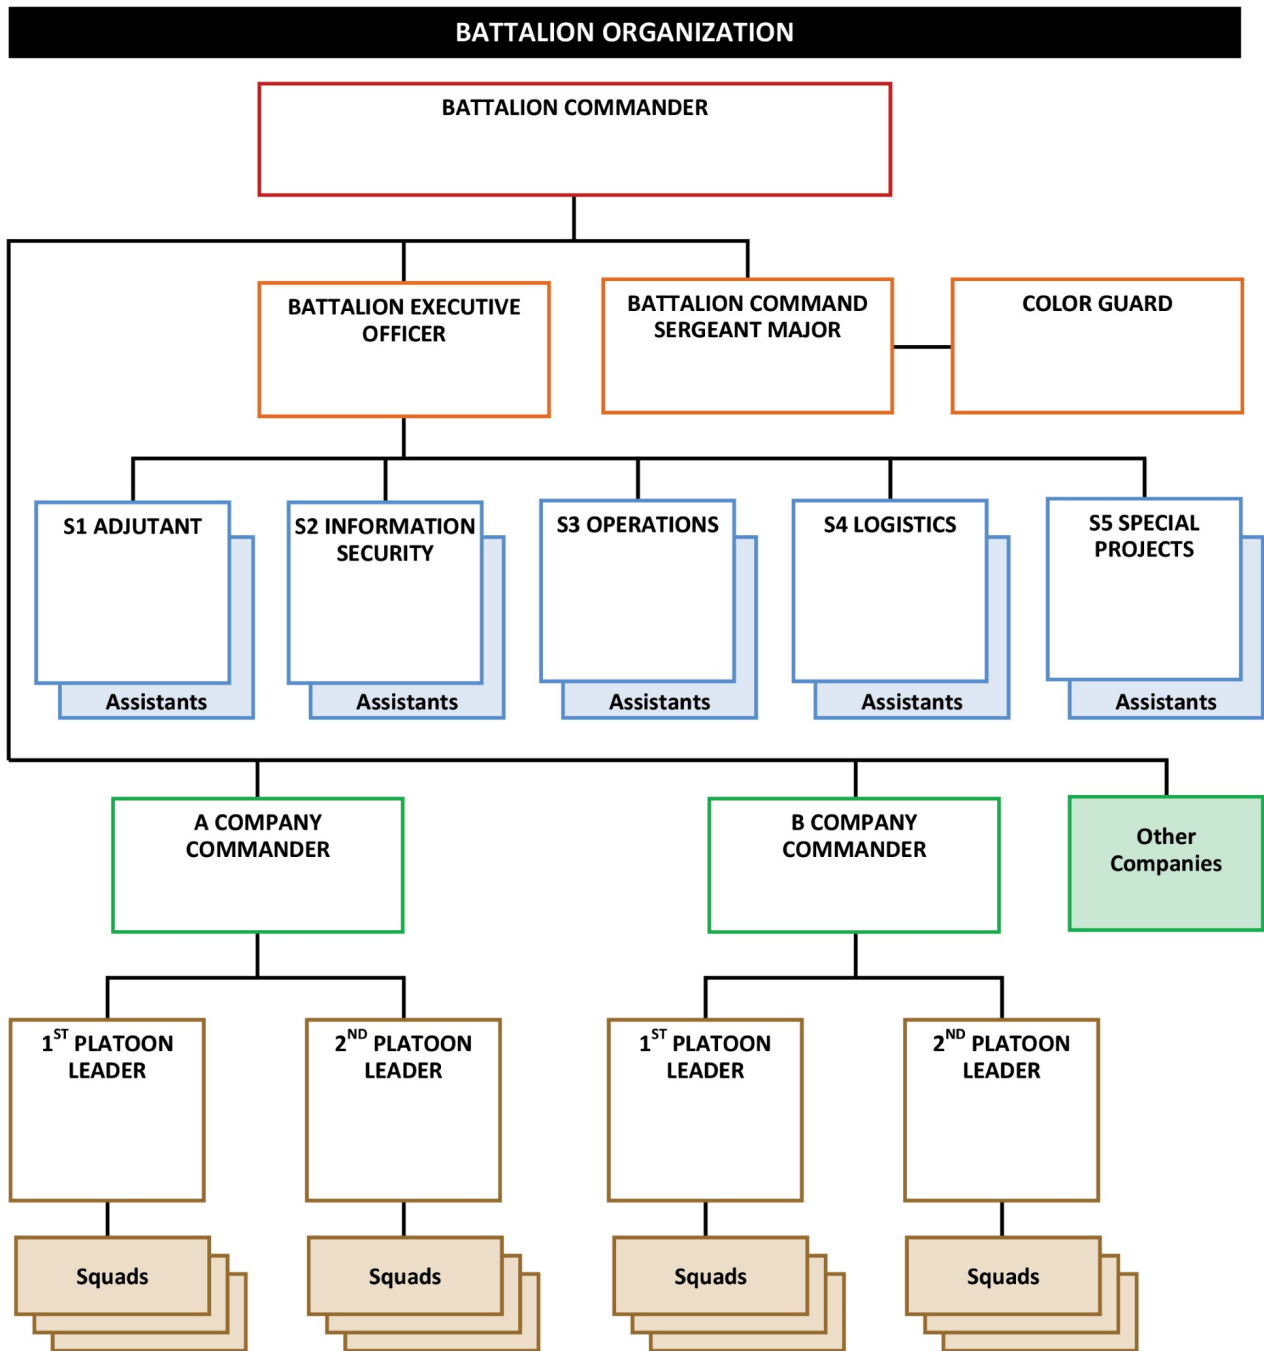 BATTALION ORGANIZATION
BATTALION COMMANDER
BATTALION EXECUTIVE
OFFICER
BATTALION COMMAND
SERGEANT MAJOR
COLOR GUARD
S1 ADJUTANT
Assistants
S2 INFORMATION
SECURITY
Assistants
S3 OPERATIONS
Assistants
S4 LOGISTICS
Assistants
S5 SPECIAL
PROJECTS
Assistants
A COMPANY
COMMANDER
B COMPANY
COMMANDER
Other
Companies
1ST PLATOON
LEADER
2ND PLATOON
LEADER
1ST PLATOON
LEADER
2ND PLATOON
LEADER
Squads
Squads
Squads
Squads